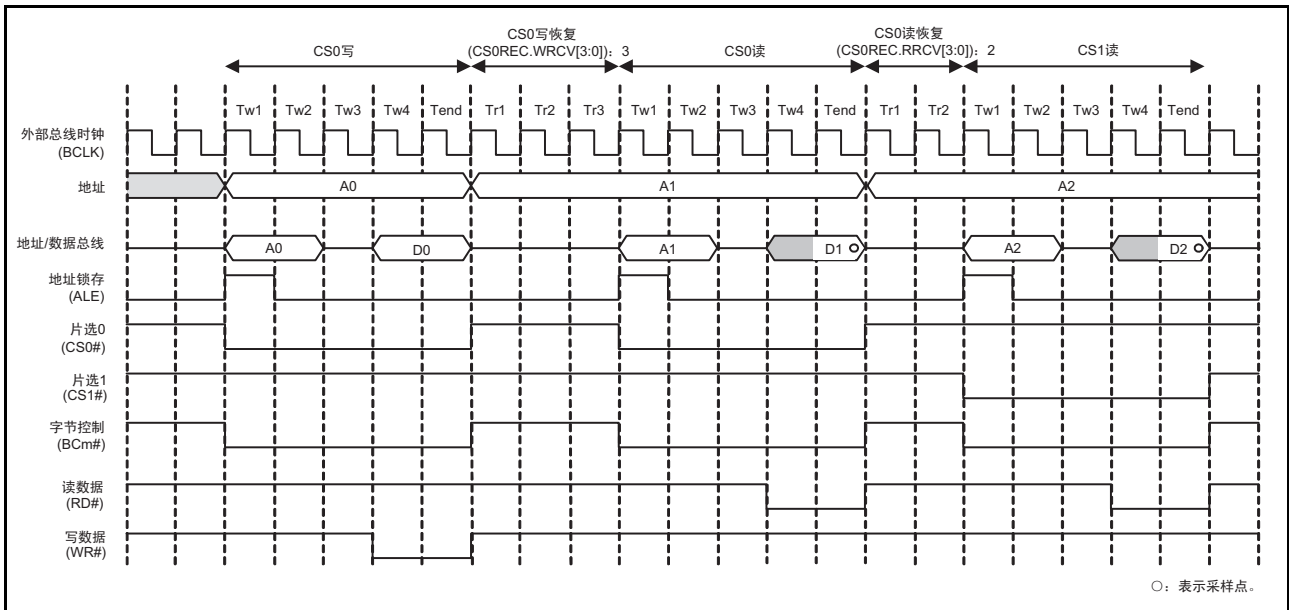 CS0写
CS0写恢复
(CS0REC.WRCV[3:0])：3
CS0读
CS0读恢复
(CS0REC.RRCV[3:0])：2
CS1读
Tw1 Tw2 Tw3 Tw4 Tend Tr1 Tr2 Tr3 Tw1 Tw2 Tw3 Tw4 Tend Tr1 Tr2 Tw1 Tw2 Tw3 Tw4 Tend
外部总线时钟
(BCLK)
地址 A0 A1 A2
地址/数据总线 A0 D0 A1 D1 A2 D2
地址锁存
(ALE)
片选0
(CS0#)
片选1
(CS1#)
字节控制
(BCm#)
读数据
(RD#)
写数据
(WR#)
○：表示采样点。